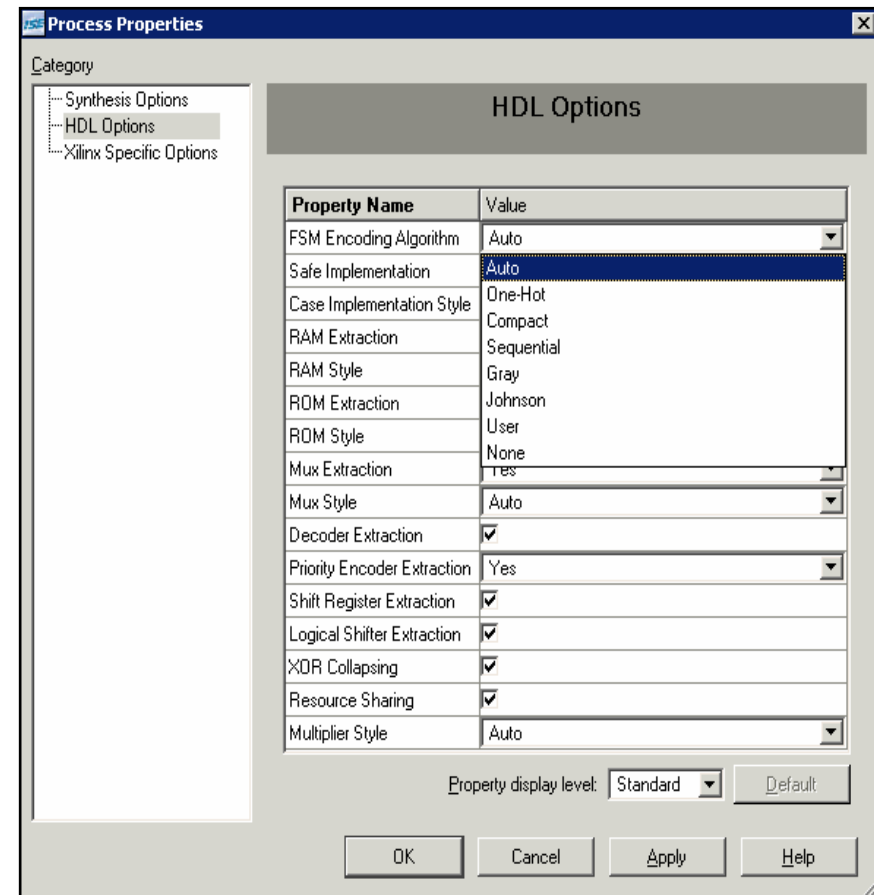 ISE Process Properties
Category
Synthesis Options
HDL Options
Xilinx Specific Options
HDL Options
Property Name Value
FSM Encoding Algorithm Auto
Safe Implementation Auto
Case Implementation Style One-Hot
Compact
RAM Extraction Sequential
RAM Style Gray
ROM Extraction Johnson
ROM Style User
None
Mux Extraction Yes
Mux Style Auto
Decoder Extraction
Priority Encoder Extraction Yes
Shift Register Extraction
Logical Shifter Extraction
XOR Collapsing
Resource Sharing
Multiplier Style Auto
Property display level: Standard Default
OK Cancel Apply Help